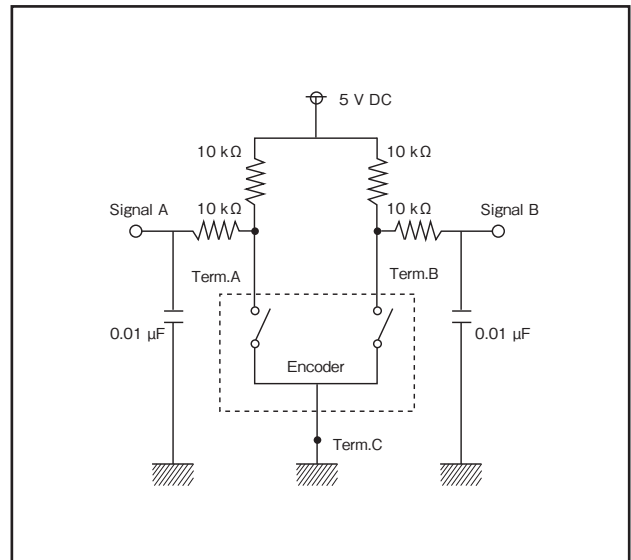 5 V DC
10 kΩ 10 kΩ
Signal A 10 kΩ 10 kΩ Signal B
Term.A Term.B
0.01 µF 0.01 µF
Encoder
Term.C